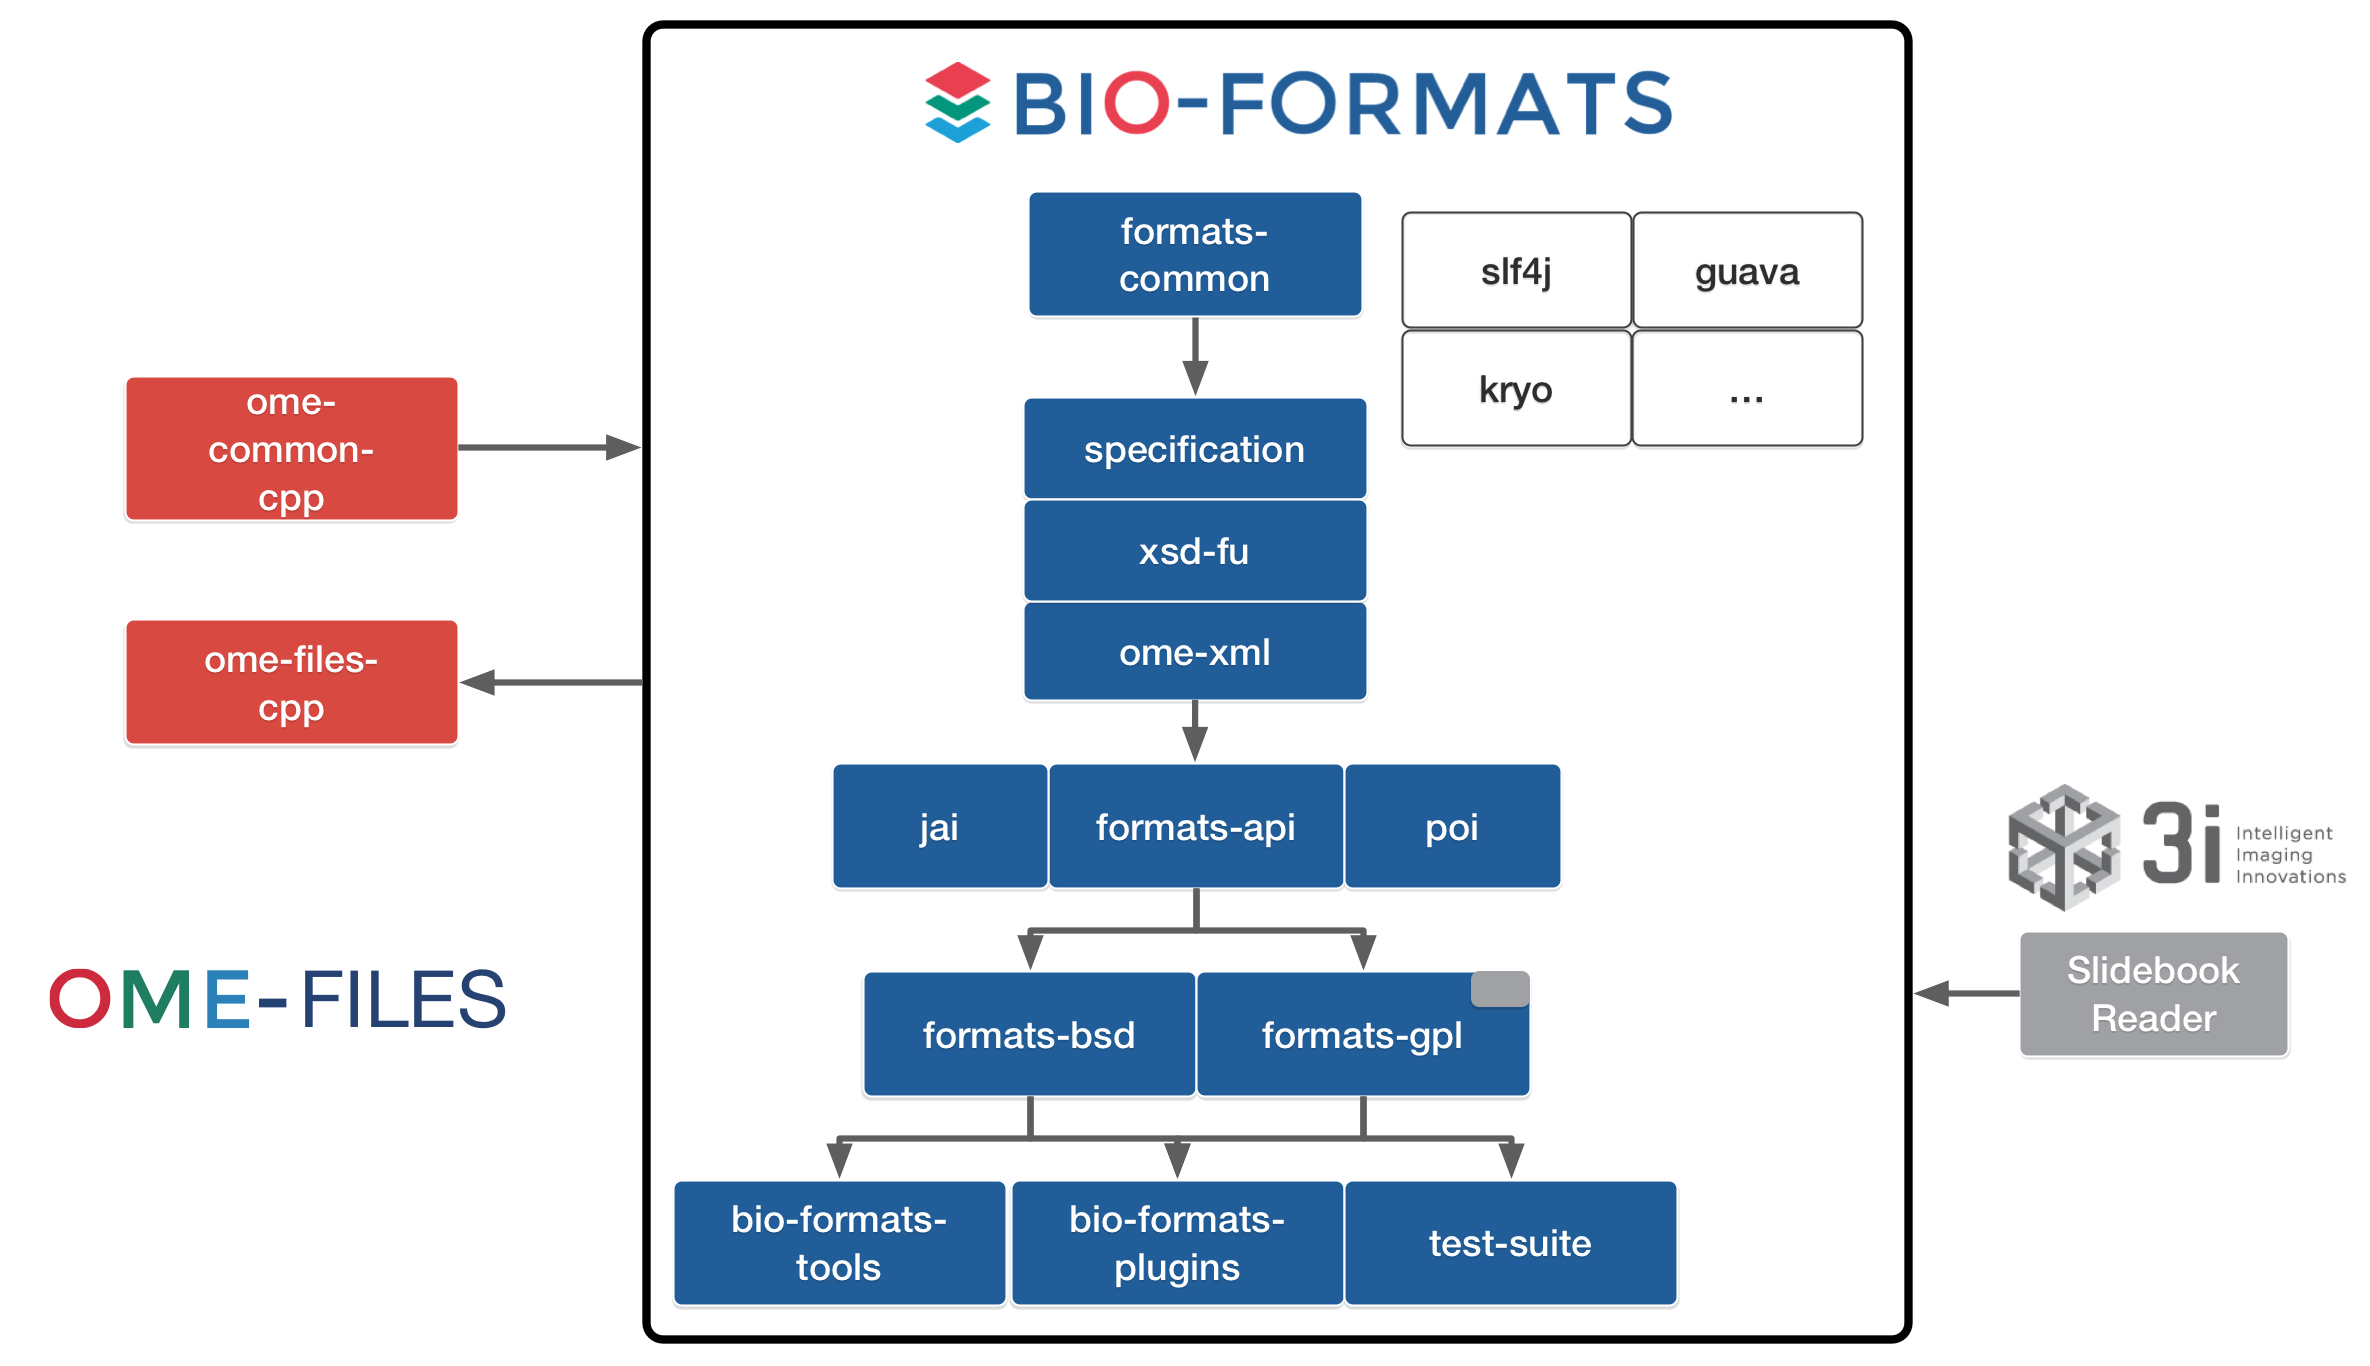 BIO-FORMATS
formats-
common
slf4j
guava
kryo
...
ome-
common-
cpp
specification
xsd-fu
ome-xml
ome-files-
cpp
jai
formats-api
poi
3i
Intelligent
Imaging
Innovations
OME-FILES
formats-bsd
formats-gpl
Slidebook
Reader
bio-formats-
tools
bio-formats-
plugins
test-suite